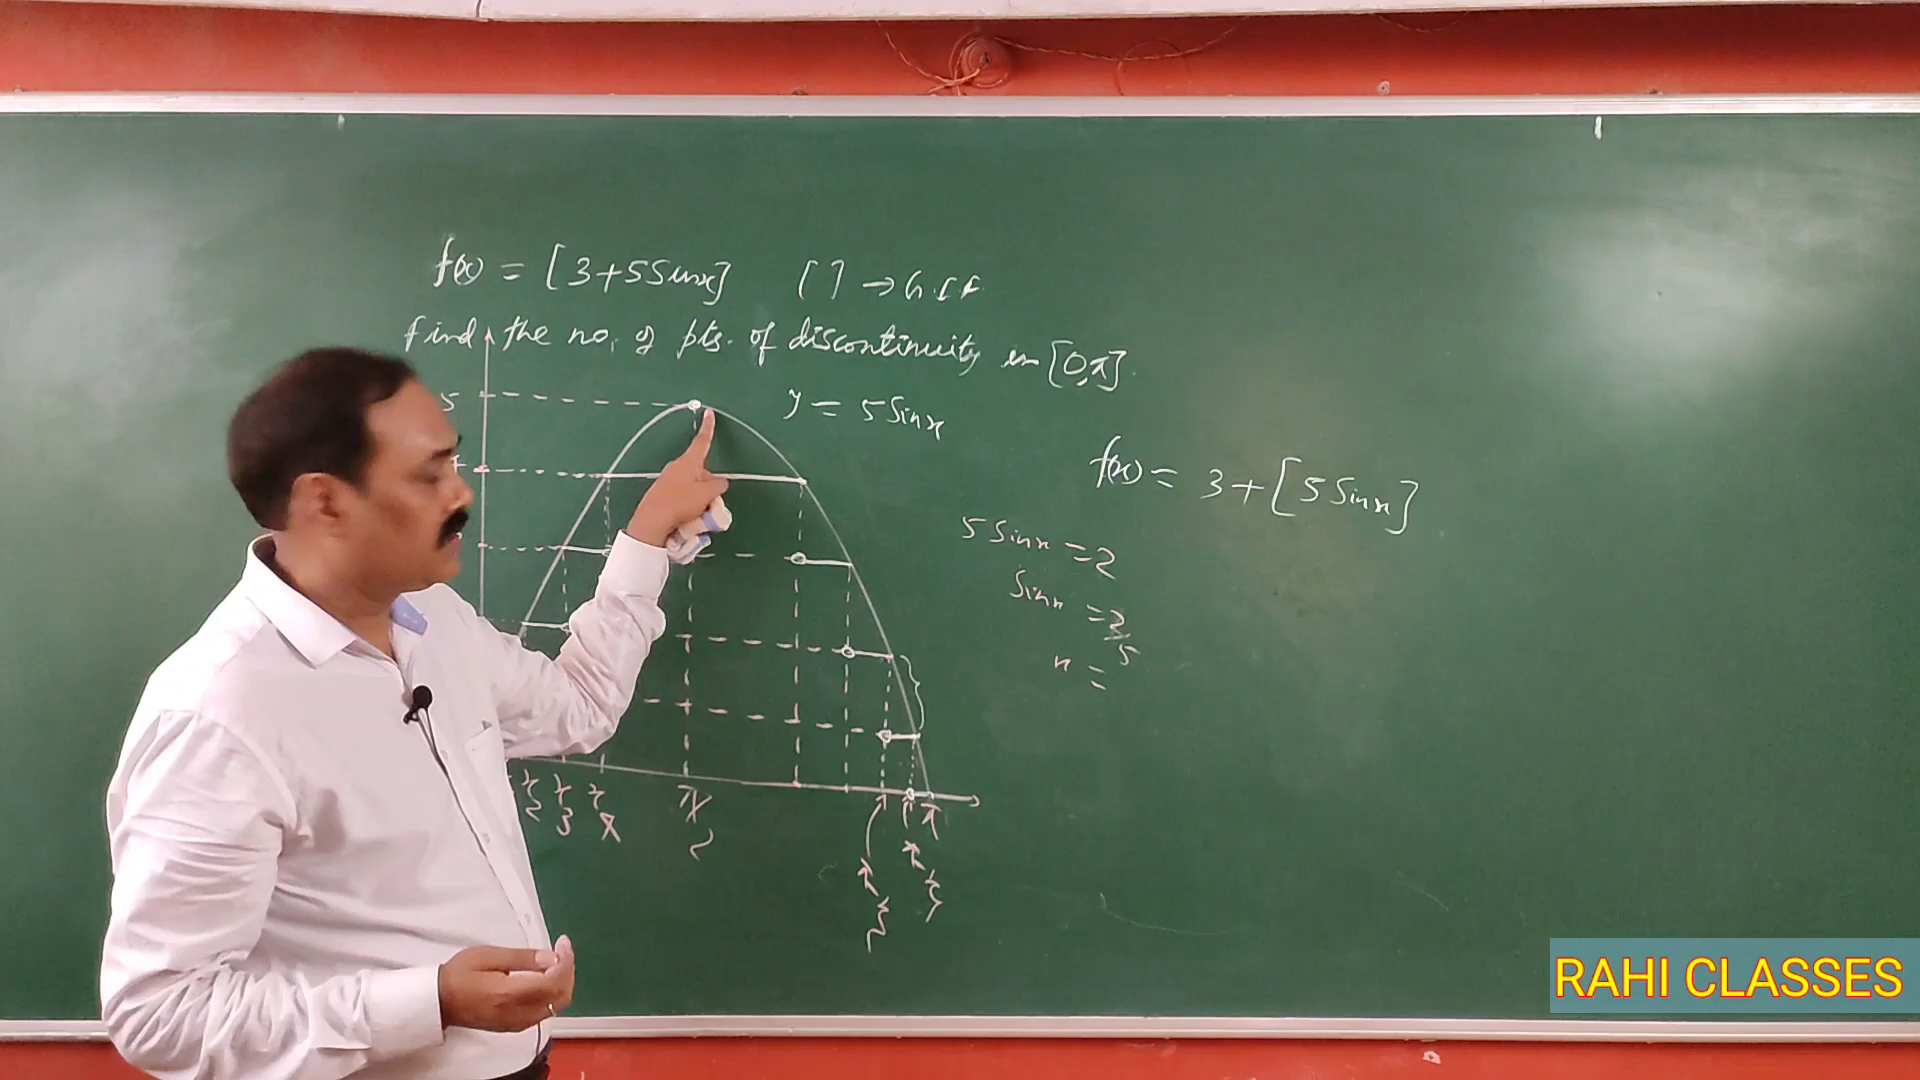 f(x) = [3+5Sinx] [ ] → G.I.F.
find the no. of pts. of discontinuity in [0,π].
5
y = 5Sinx
f(x) = 3+[5Sinx]
5Sinx = 2
Sinx = 2/5
x =
π/2
π
RAHI CLASSES